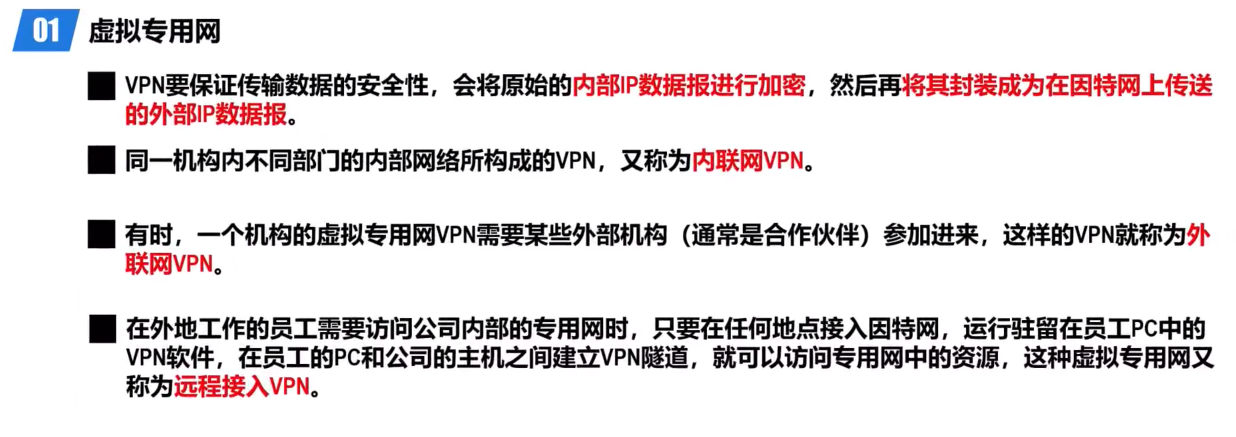 01 虚拟专用网
VPN要保证传输数据的安全性，会将原始的内部IP数据报进行加密，然后再将其封装成为在因特网上传送
的外部IP数据报。
同一机构内不同部门的内部网络所构成的VPN，又称为内联网VPN。
有时，一个机构的虚拟专用网VPN需要某些外部机构（通常是合作伙伴）参加进来，这样的VPN就称为外
联网VPN。
在外地工作的员工需要访问公司内部的专用网时，只要在任何地点接入因特网，运行驻留在员工PC中的
VPN软件，在员工的PC和公司的主机之间建立VPN隧道，就可以访问专用网中的资源，这种虚拟专用网又
称为远程接入VPN。